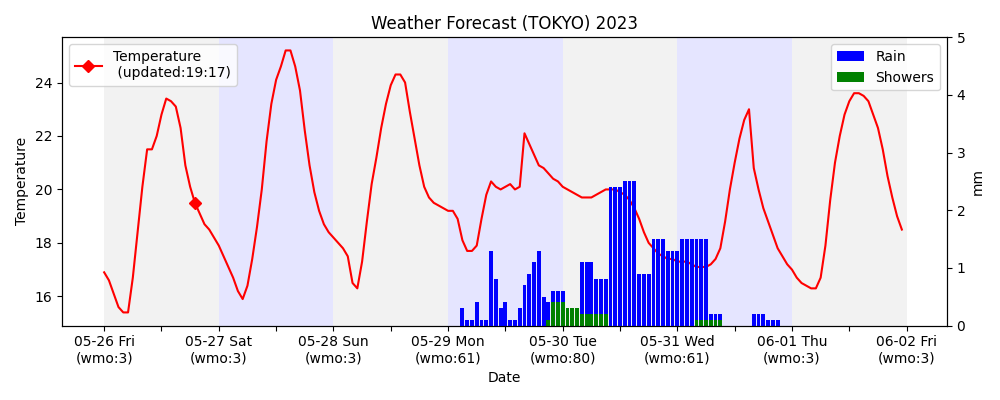 Weather Forecast (TOKYO) 2023
Temperature
(updated:19:17)
Rain
Showers
Temperature
24
22
20
18
16
5
4
3
2
1
0
mm
05-26 Fri
(wmo:3)
05-27 Sat
(wmo:3)
05-28 Sun
(wmo:3)
05-29 Mon
(wmo:61)
05-30 Tue
(wmo:80)
05-31 Wed
(wmo:61)
06-01 Thu
(wmo:3)
06-02 Fri
(wmo:3)
Date